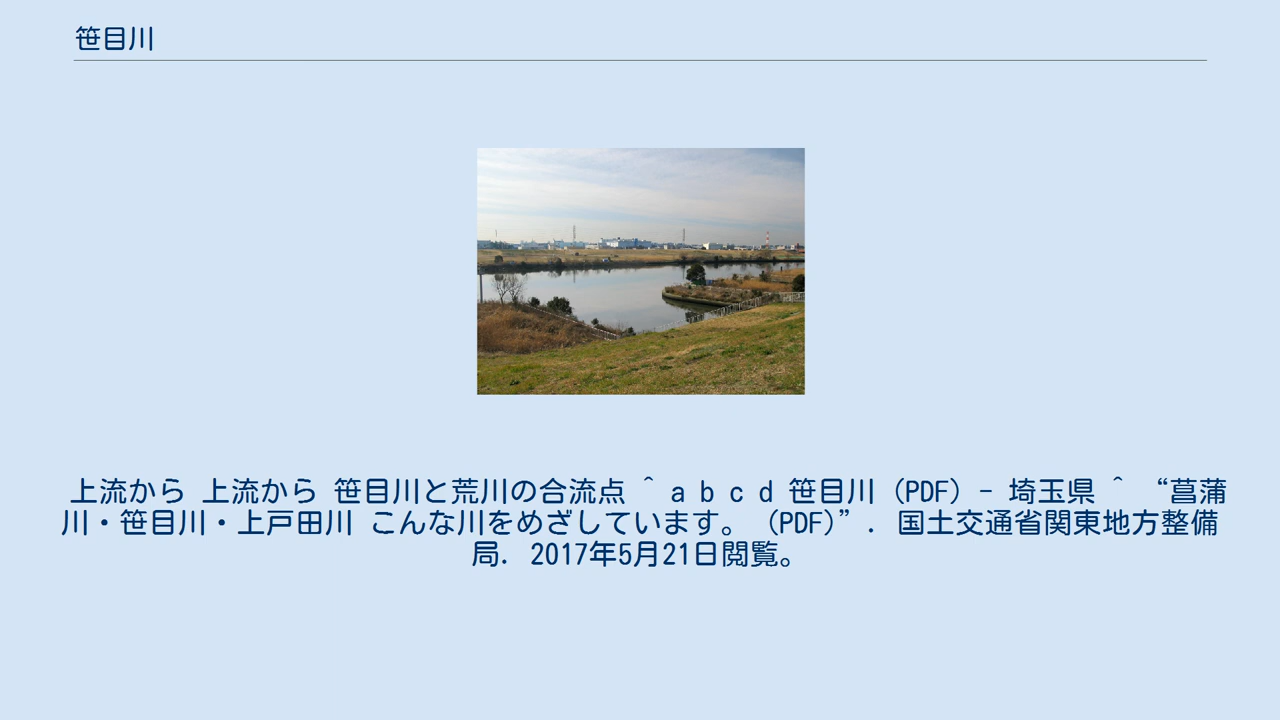 笹目川
上流から 上流から 笹目川と荒川の合流点 ^ a b c d 笹目川 (PDF) - 埼玉県 ^ “菖蒲
川・笹目川・上戸田川 こんな川をめざしています。 (PDF)”. 国土交通省関東地方整備
局. 2017年5月21日閲覧。